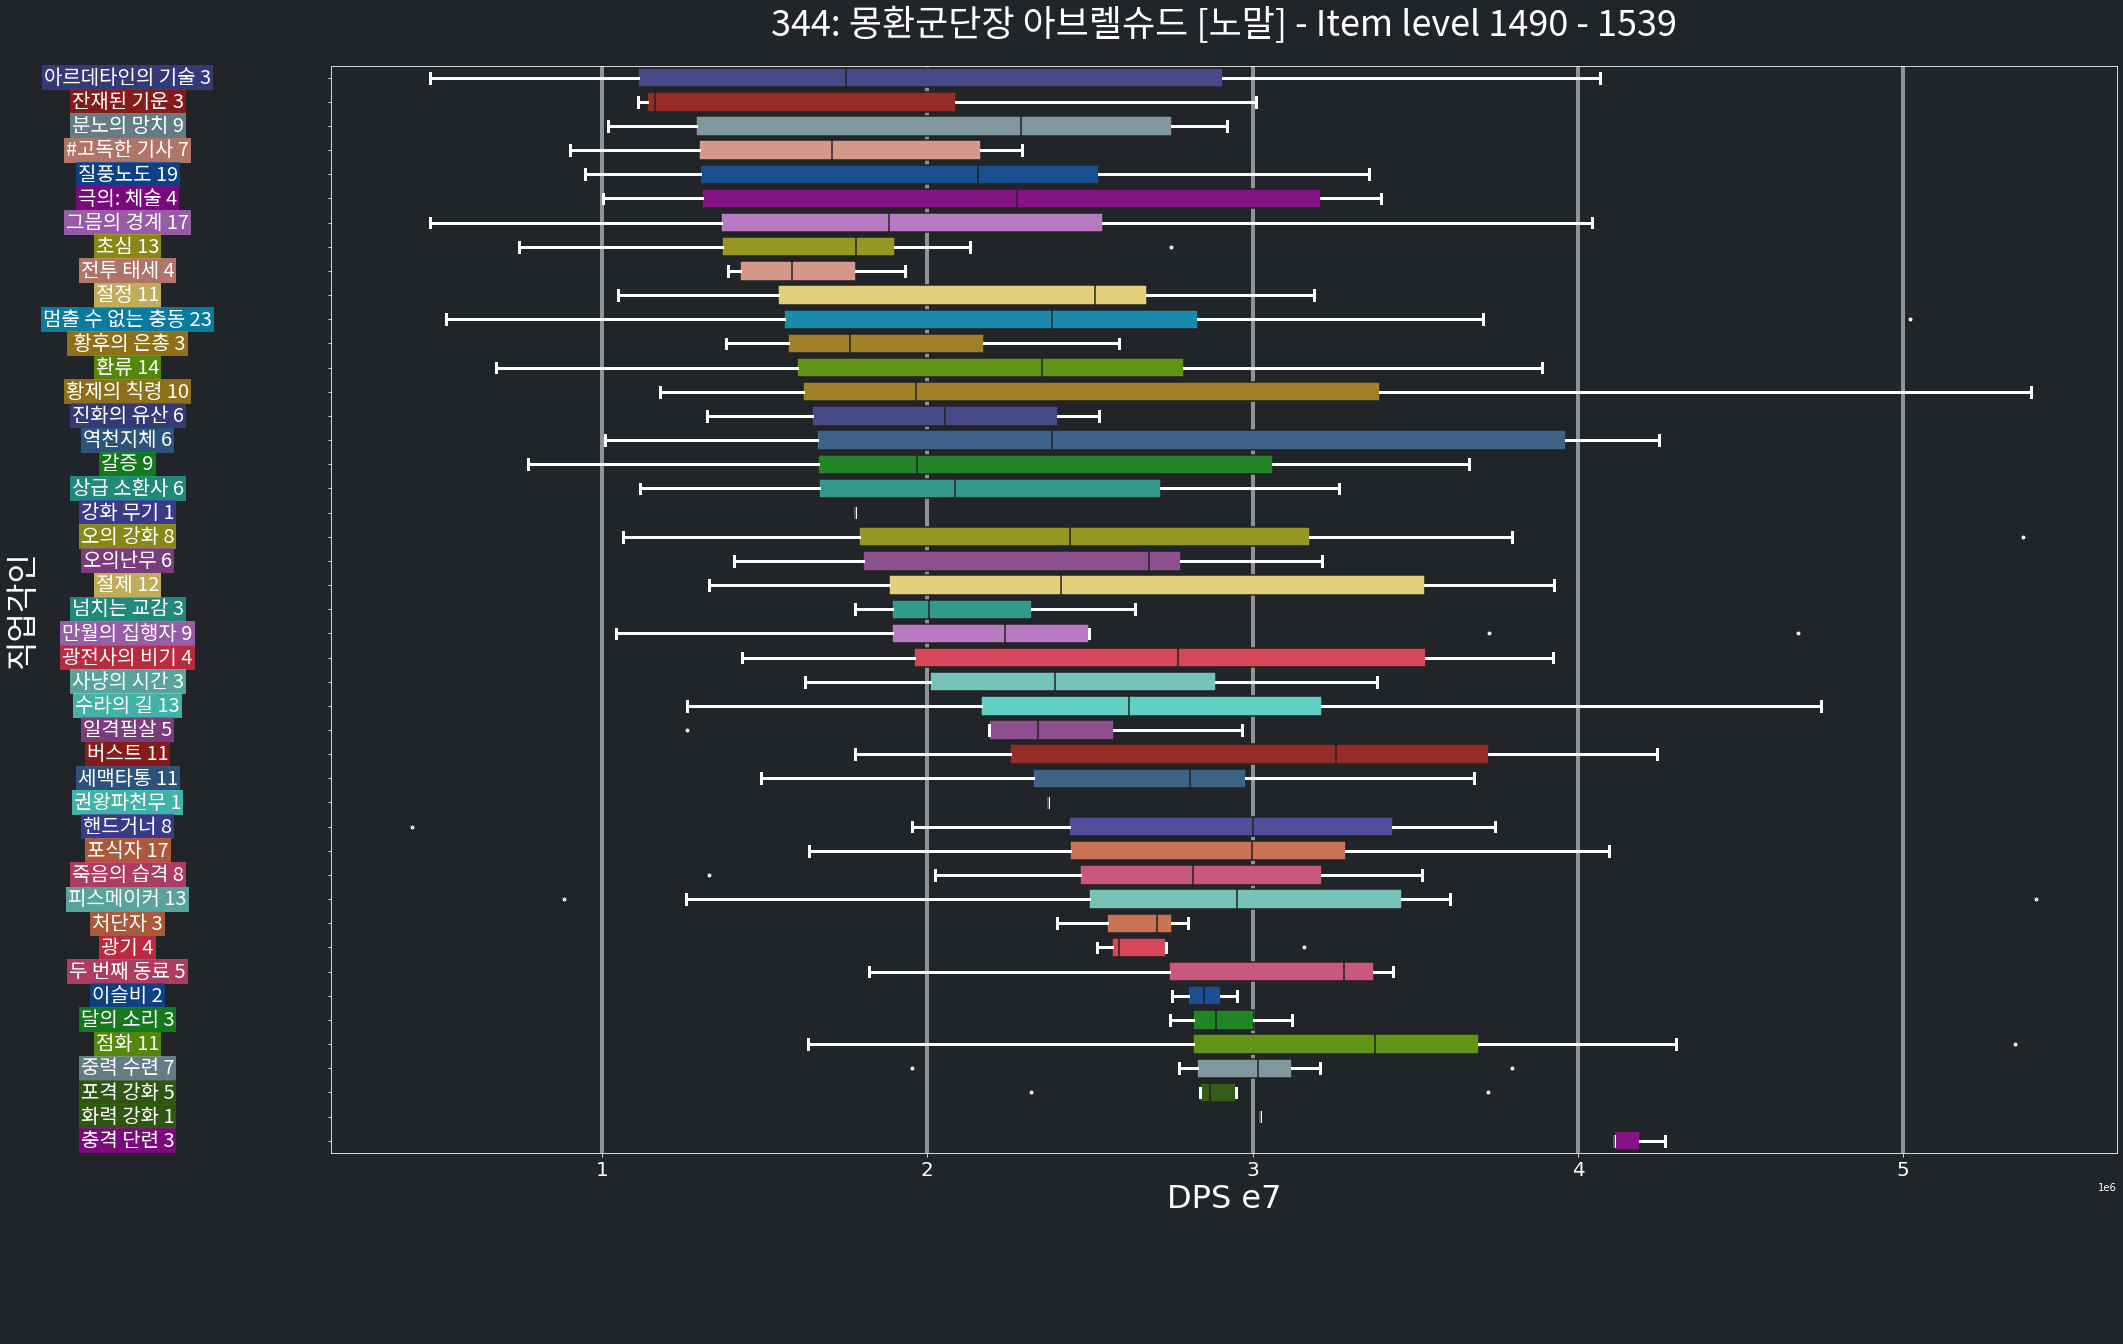 344: 몽환군단장 아브렐슈드 [노말] - Item level 1490 - 1539
직업각인
아르데타인의 기술 3
잔재된 기운 3
분노의 망치 9
#고독한 기사 7
질풍노도 19
극의: 체술 4
그믐의 경계 17
초심 13
전투 태세 4
절정 11
멈출 수 없는 충동 23
황후의 은총 3
환류 14
황제의 칙령 10
진화의 유산 6
역천지체 6
갈증 9
상급 소환사 6
강화 무기 1
오의 강화 8
오의난무 6
절제 12
넘치는 교감 3
만월의 집행자 9
광전사의 비기 4
사냥의 시간 3
수라의 길 13
일격필살 5
버스트 11
세맥타통 11
권왕파천무 1
핸드거너 8
포식자 17
죽음의 습격 8
피스메이커 13
처단자 3
광기 4
두 번째 동료 5
이슬비 2
달의 소리 3
점화 11
중력 수련 7
포격 강화 5
화력 강화 1
충격 단련 3
1 2 3 4 5
DPS e7
1e6